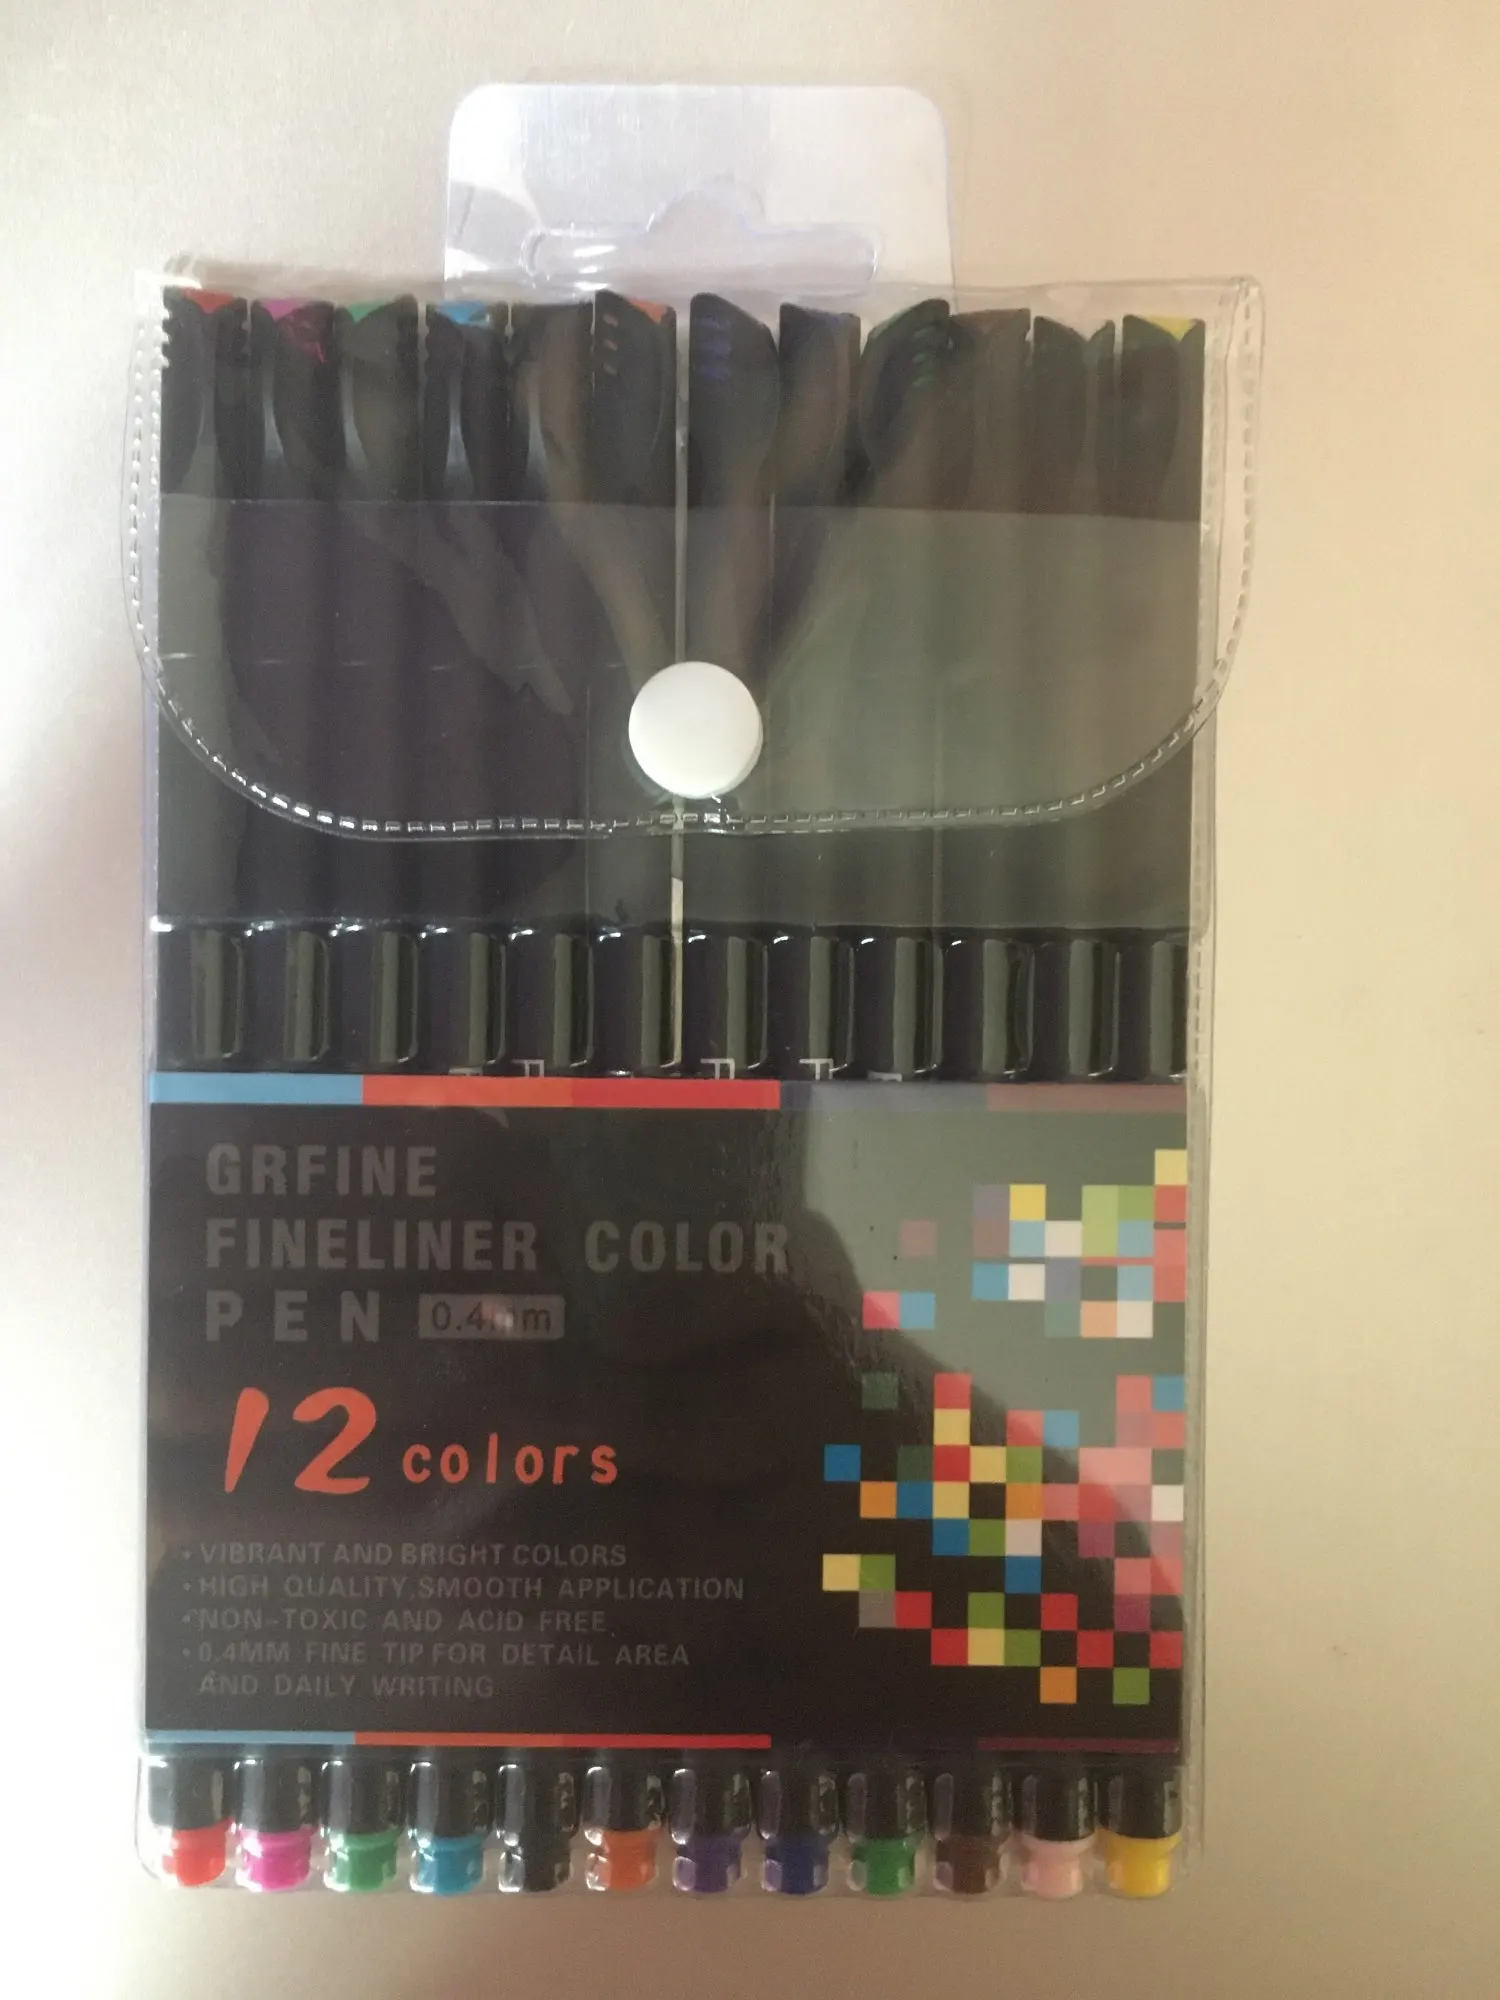 GRFINE
FINELINER COLOR
PEN 0.4mm
12 colors
• VIBRANT AND BRIGHT COLORS
• HIGH QUALITY,SMOOTH APPLICATION
• NON-TOXIC AND ACID FREE.
• 0.4MM FINE TIP FOR DETAIL AREA
AND DAILY WRITING